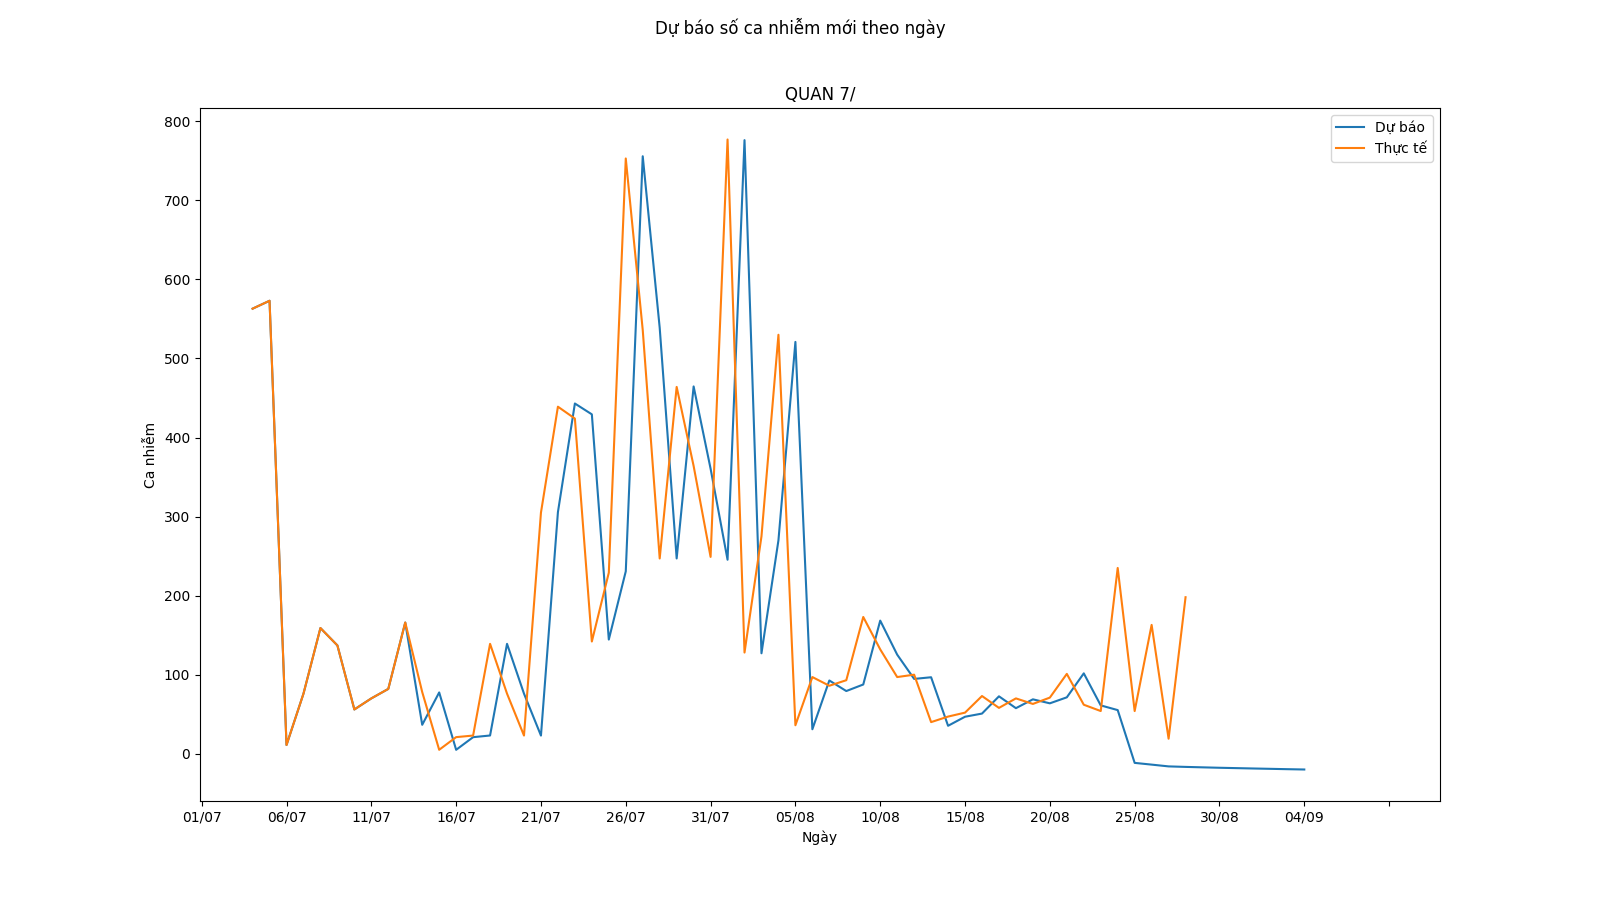 Dự báo số ca nhiễm mới theo ngày
QUAN 7/
Dự báo
Thực tế
Ca nhiễm
800
700
600
500
400
300
200
100
0
01/07 06/07 11/07 16/07 21/07 26/07 31/07 05/08 10/08 15/08 20/08 25/08 30/08 04/09
Ngày